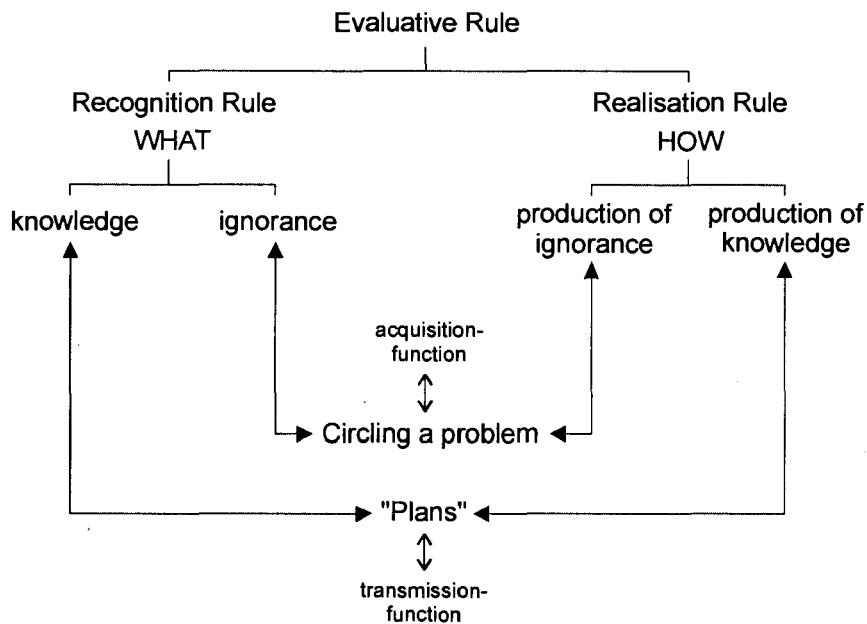 Evaluative Rule
Recognition Rule
WHAT
Realisation Rule
HOW
knowledge
ignorance
production of
ignorance
production of
knowledge
acquisition-
function
Circling a problem
"Plans"
transmission-
function